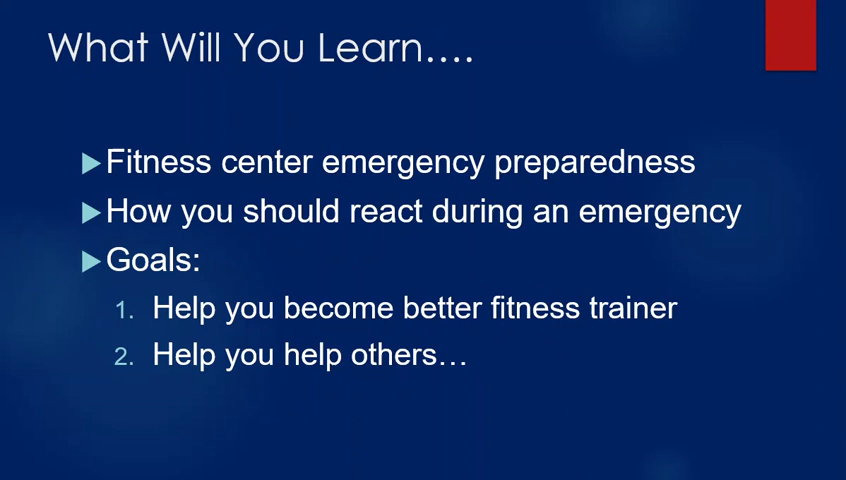 What Will You Learn....
Fitness center emergency preparedness
How you should react during an emergency
Goals:
1. Help you become better fitness trainer
2. Help you help others…